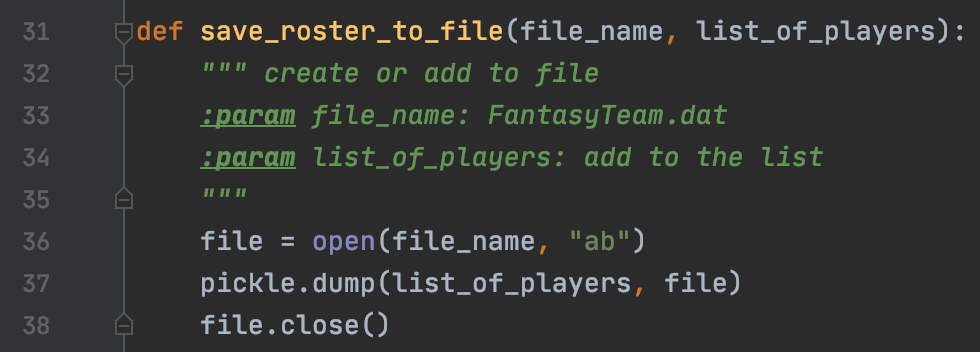 31 def save_roster_to_file(file_name, list_of_players):
32 """ create or add to file
33 :param file_name: FantasyTeam.dat
34 :param list_of_players: add to the list
35 """
36 file = open(file_name, "ab")
37 pickle.dump(list_of_players, file)
38 file.close()